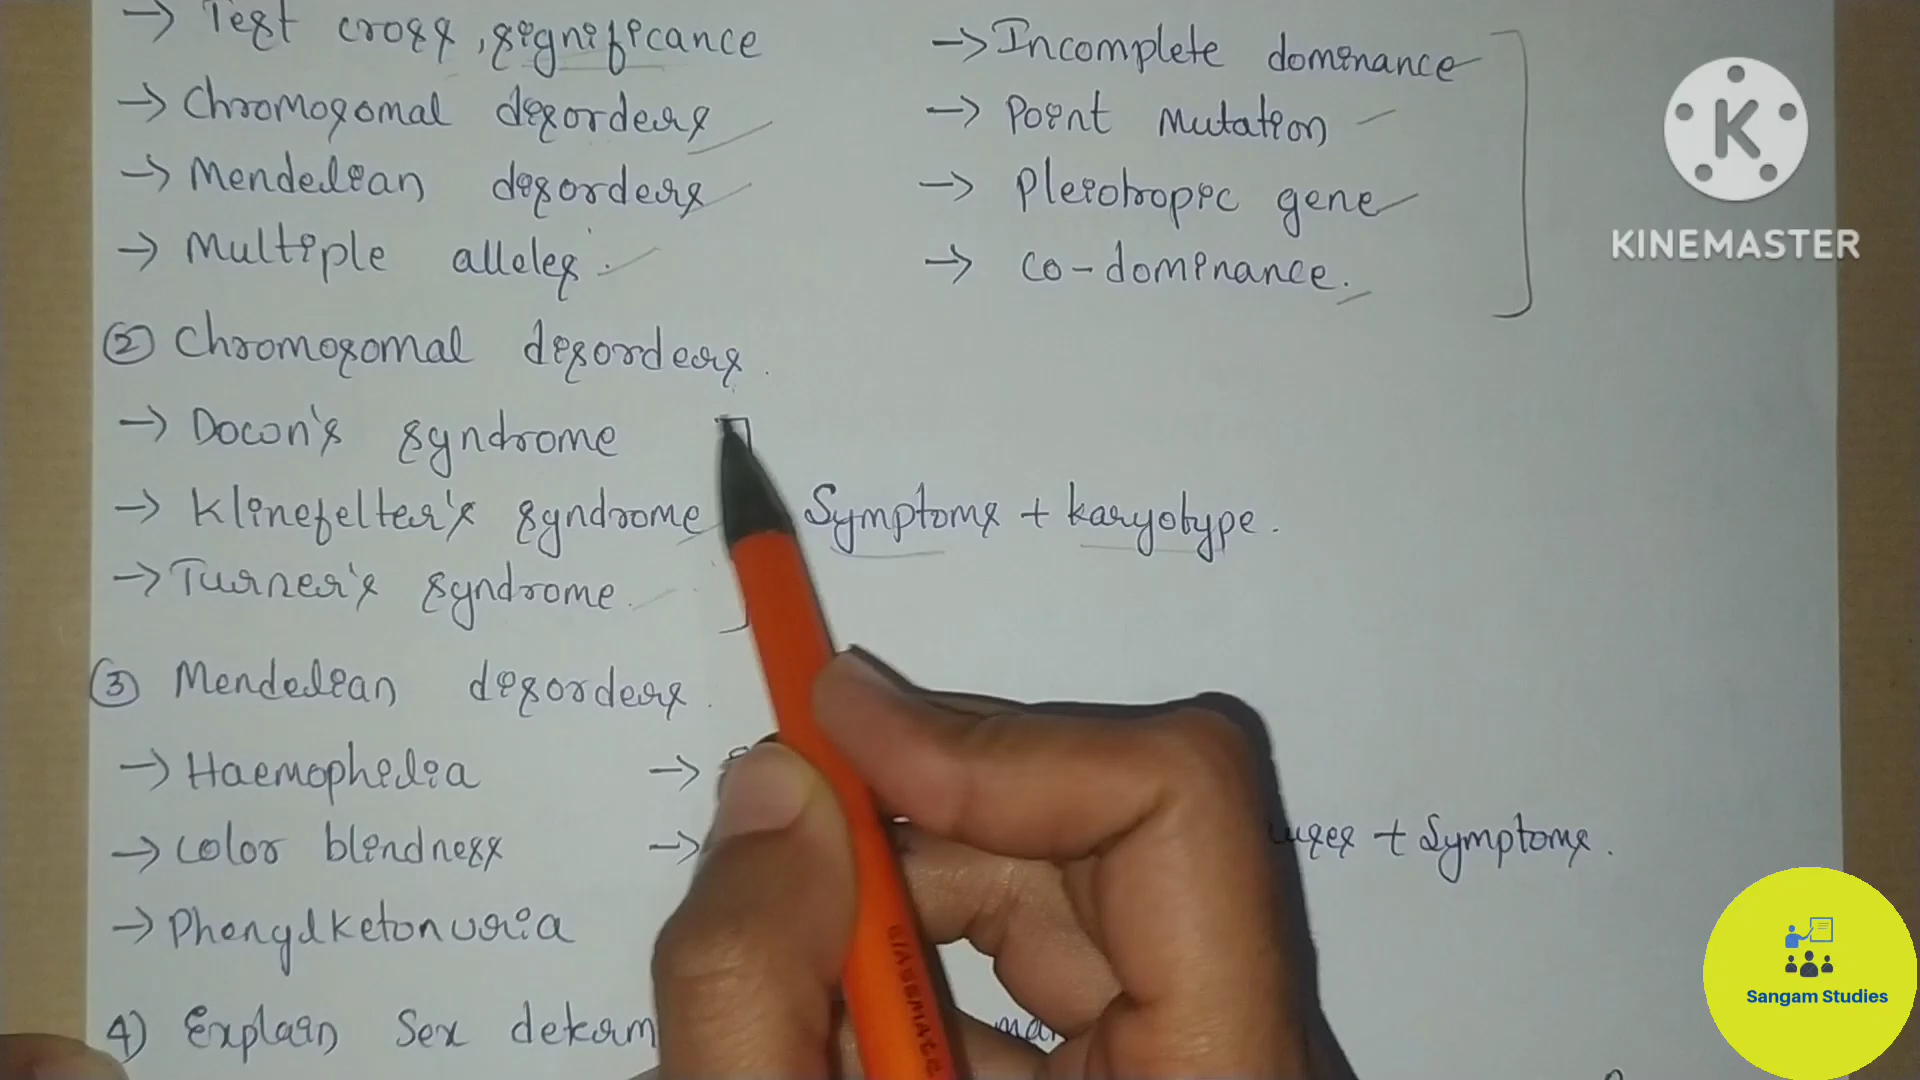 → Test cross, significance
→ Chromosomal disorders
→ Mendelian disorders
→ Multiple alleles.
→ Incomplete dominance
→ Point Mutation
→ Pleiotropic gene
→ co-dominance.
② Chromosomal disorders.
→ Down's syndrome
→ Klinefelter's syndrome
→ Turner's syndrome.
Symptoms + karyotype.
③ Mendelian disorders.
→ Haemophilia →
→ Color blindness →
→ Phenylketonuria
+ Symptoms.
4) Explain Sex
K
KINEMASTER
Sangam Studies
CLASSMATE